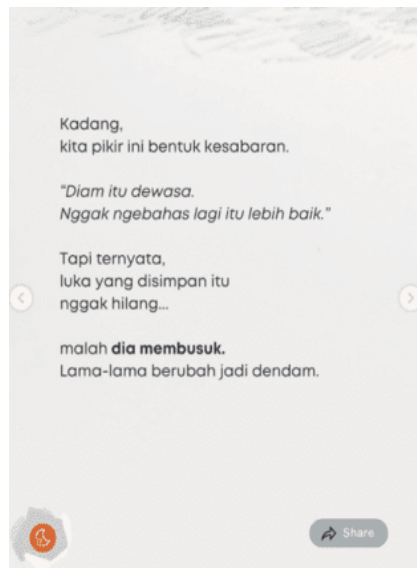 Kadang,
kita pikir ini bentuk kesabaran.
“Diam itu dewasa.
Nggak ngebahas lagi itu lebih baik.”
Tapi ternyata,
luka yang disimpan itu
nggak hilang...
malah dia membusuk.
Lama-lama berubah jadi dendam.
Share